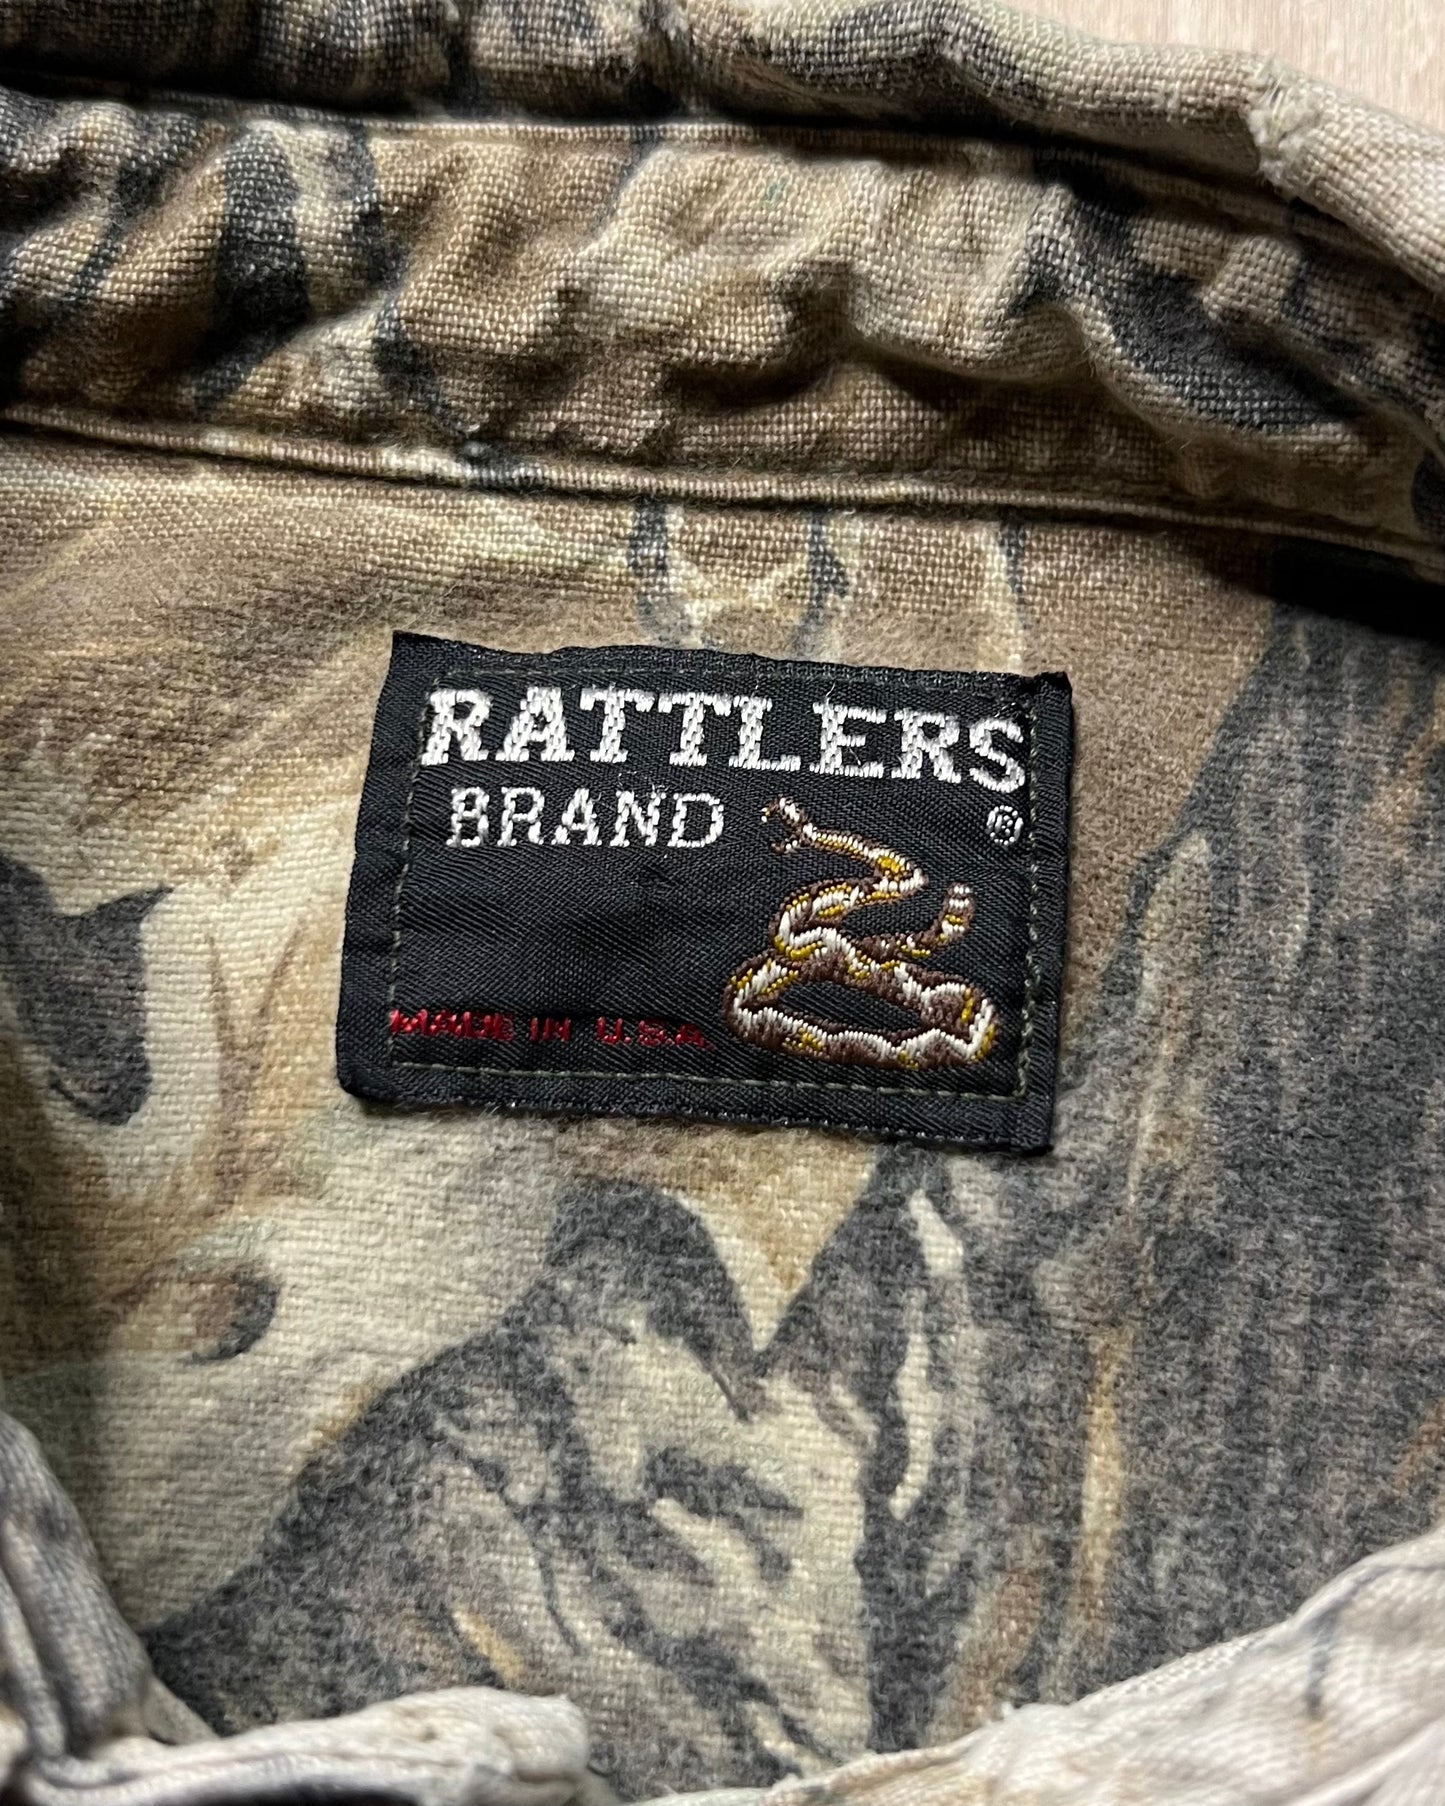 RATTLERS
BRAND ®
MADE IN U.S.A.